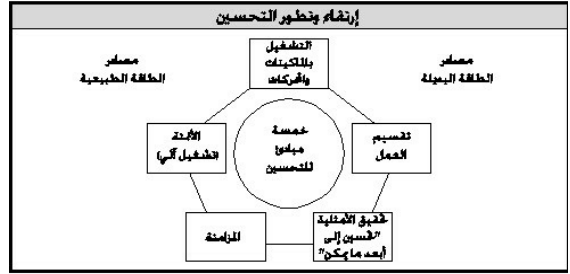 إرتقاء وتطور التحسين
مصادر
الطاقة البديلة
التشغيل
بالماكينات
والمحركات
مصادر
الطاقة الطبيعية
تقسيم
العمل
خمسة
مبادئ
للتحسين
الأتمتة
(تشغيل آلي)
تحقيق الأمثلية
"تحسين إلى
أبعد ما يمكن"
المزامنة